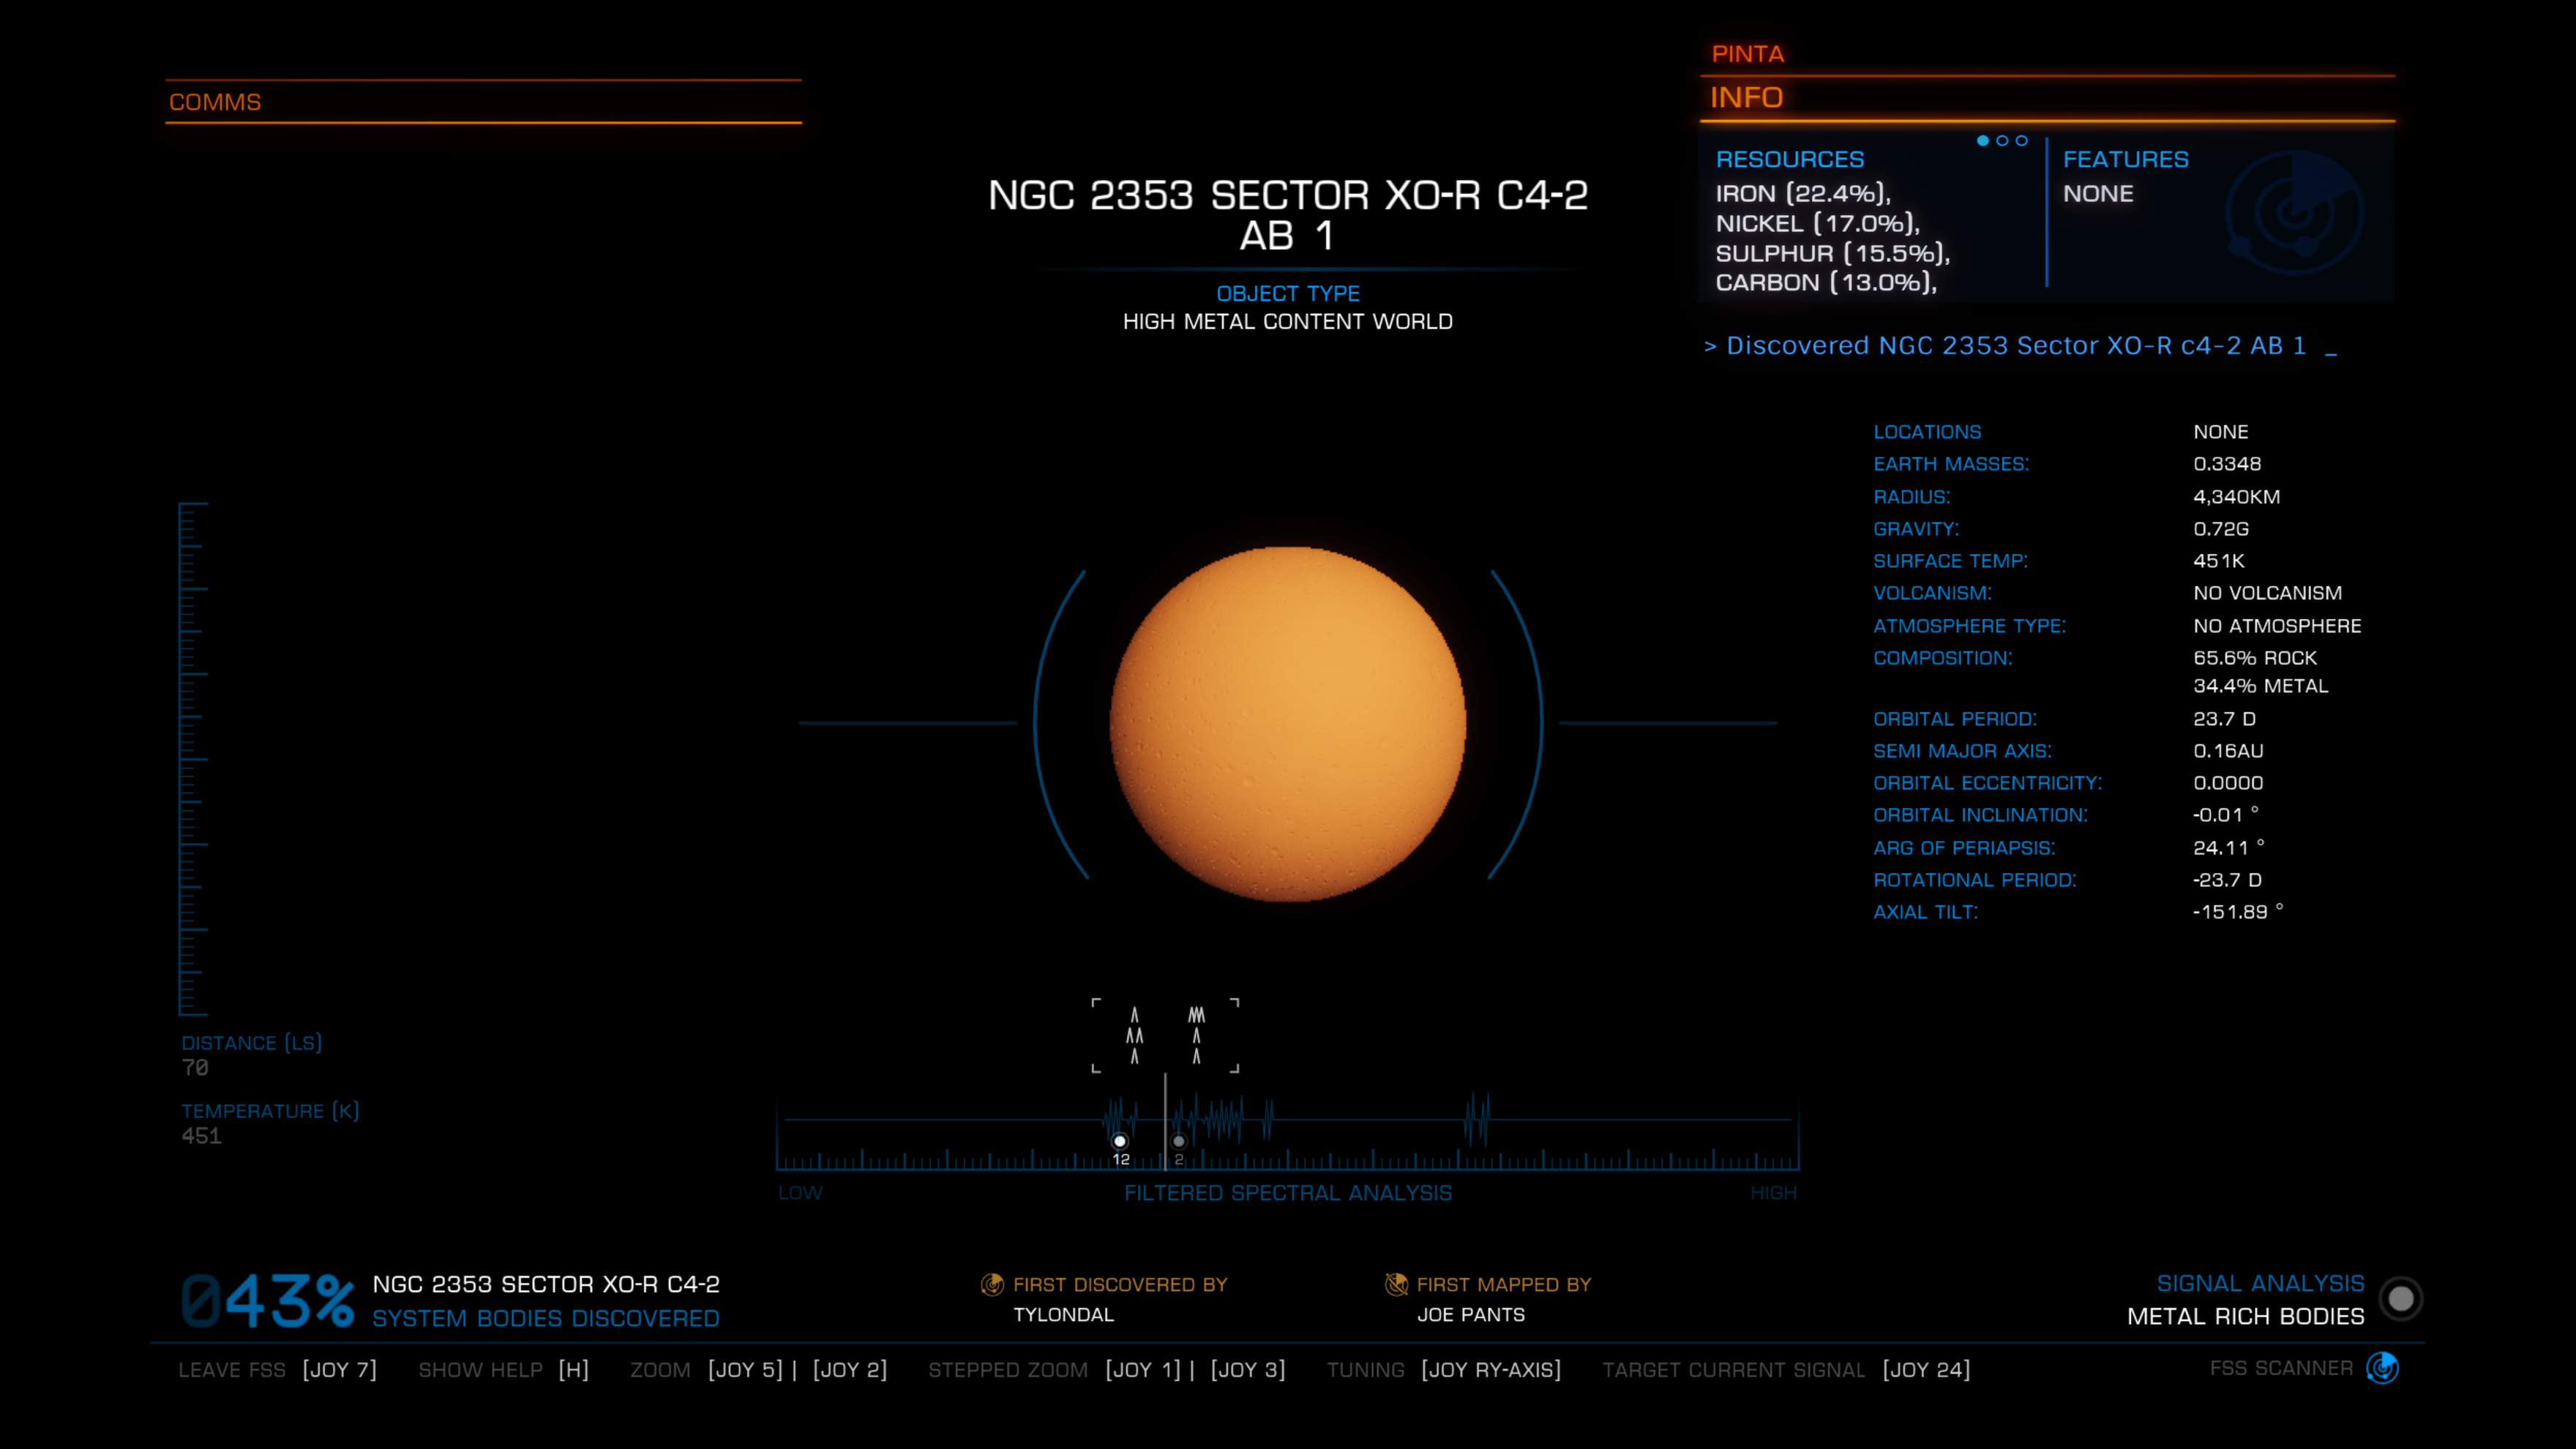 COMMS
PINTA
INFO
RESOURCES
IRON (22.4%),
NICKEL (17.0%),
SULPHUR (15.5%),
CARBON (13.0%),
FEATURES
NONE
> Discovered NGC 2353 Sector XO-R c4-2 AB 1 _
NGC 2353 SECTOR XO-R C4-2
AB 1
OBJECT TYPE
HIGH METAL CONTENT WORLD
LOCATIONS NONE
EARTH MASSES: 0.3348
RADIUS: 4,340KM
GRAVITY: 0.72G
SURFACE TEMP: 451K
VOLCANISM: NO VOLCANISM
ATMOSPHERE TYPE: NO ATMOSPHERE
COMPOSITION: 65.6% ROCK
34.4% METAL
ORBITAL PERIOD: 23.7 D
SEMI MAJOR AXIS: 0.16AU
ORBITAL ECCENTRICITY: 0.0000
ORBITAL INCLINATION: -0.01 °
ARG OF PERIAPSIS: 24.11 °
ROTATIONAL PERIOD: -23.7 D
AXIAL TILT: -151.89 °
DISTANCE (LS)
70
TEMPERATURE (K)
451
12 2
LOW FILTERED SPECTRAL ANALYSIS HIGH
043% NGC 2353 SECTOR XO-R C4-2
SYSTEM BODIES DISCOVERED
FIRST DISCOVERED BY
TYLONDAL
FIRST MAPPED BY
JOE PANTS
SIGNAL ANALYSIS
METAL RICH BODIES
LEAVE FSS [JOY 7] SHOW HELP [H] ZOOM [JOY 5] | [JOY 2] STEPPED ZOOM [JOY 1] | [JOY 3] TUNING [JOY RY-AXIS] TARGET CURRENT SIGNAL [JOY 24] FSS SCANNER